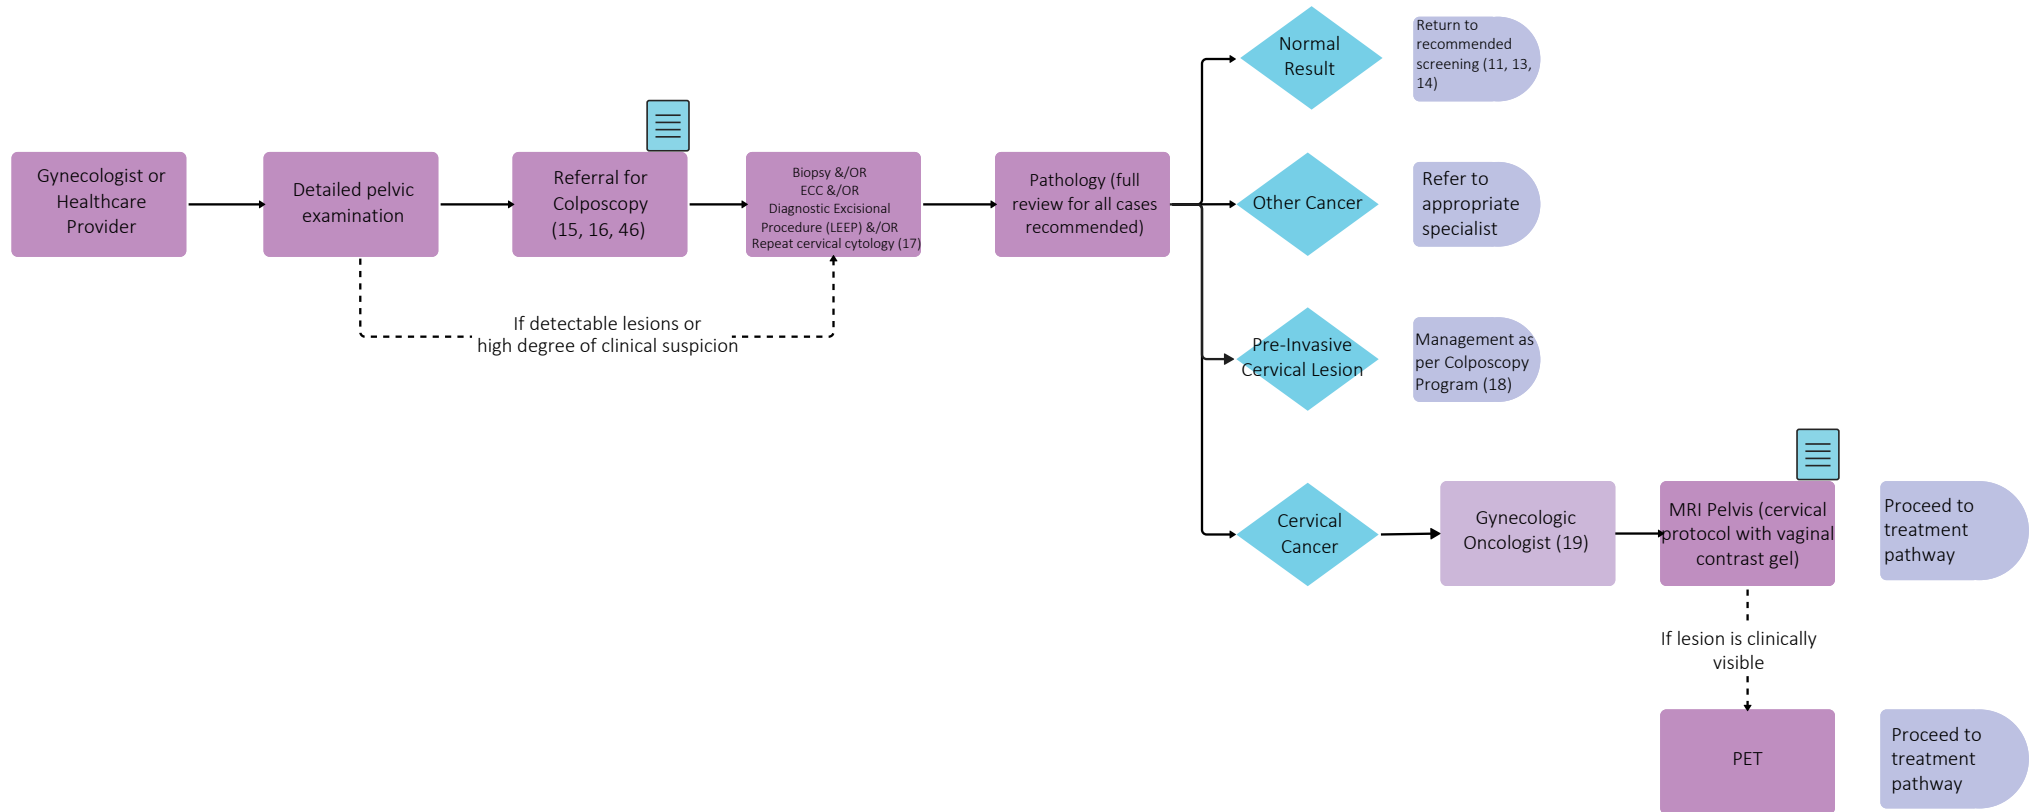 Gynecologist or
Healthcare
Provider
Detailed pelvic
examination
Referral for
Colposcopy
(15, 16, 46)
Biopsy &/OR
ECC &/OR
Diagnostic Excisional
Procedure (LEEP) &/OR
Repeat cervical cytology (17)
If detectable lesions or
high degree of clinical suspicion
Pathology (full
review for all cases
recommended)
Normal
Result
Return to
recommended
screening (11, 13,
14)
Other Cancer
Refer to
appropriate
specialist
Pre-Invasive
Cervical Lesion
Management as
per Colposcopy
Program (18)
Cervical
Cancer
Gynecologic
Oncologist (19)
MRI Pelvis (cervical
protocol with vaginal
contrast gel)
Proceed to
treatment
pathway
If lesion is clinically
visible
PET
Proceed to
treatment
pathway